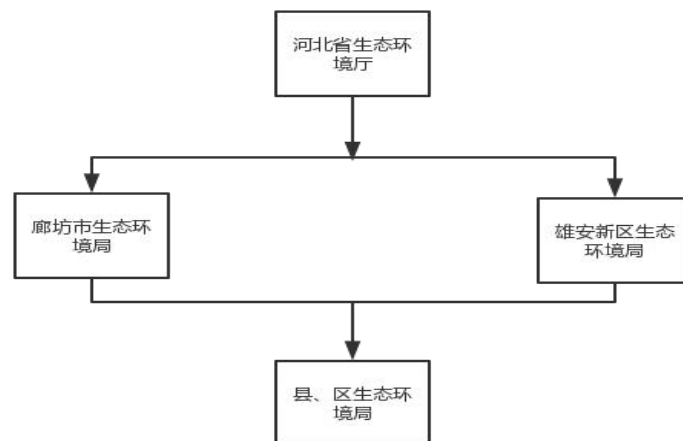 河北省生态环
境厅
廊坊市生态环
境局
雄安新区生态
环境局
县、区生态环
境局